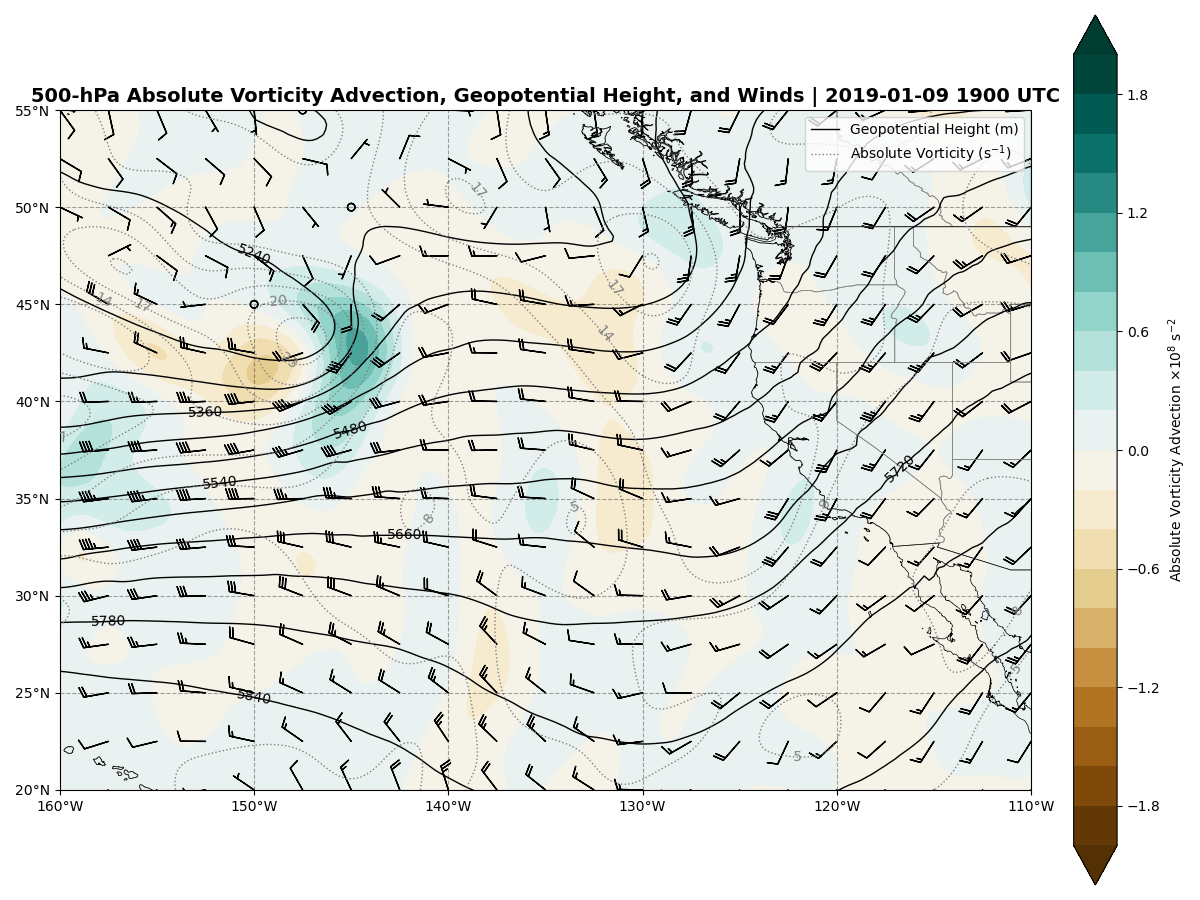 500-hPa Absolute Vorticity Advection, Geopotential Height, and Winds | 2019-01-09 1900 UTC
Geopotential Height (m)
Absolute Vorticity (s⁻¹)
55°N
50°N
45°N
40°N
35°N
30°N
25°N
20°N
160°W
150°W
140°W
130°W
120°W
110°W
17
5240
14
17
20
17
14
5360
5480
5720
5540
8
5
8
5660
5780
8
5
5840
5
1.8
1.2
0.6
0.0
−0.6
−1.2
−1.8
Absolute Vorticity Advection ×10⁸ s⁻²